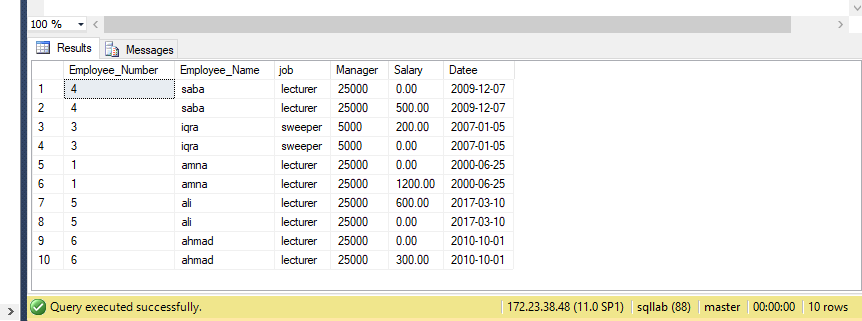 100 %
Results Messages
Employee_Number Employee_Name job Manager Salary Datee
1 4 saba lecturer 25000 0.00 2009-12-07
2 4 saba lecturer 25000 500.00 2009-12-07
3 3 iqra sweeper 5000 200.00 2007-01-05
4 3 iqra sweeper 5000 0.00 2007-01-05
5 1 amna lecturer 25000 0.00 2000-06-25
6 1 amna lecturer 25000 1200.00 2000-06-25
7 5 ali lecturer 25000 600.00 2017-03-10
8 5 ali lecturer 25000 0.00 2017-03-10
9 6 ahmad lecturer 25000 0.00 2010-10-01
10 6 ahmad lecturer 25000 300.00 2010-10-01
Query executed successfully. 172.23.38.48 (11.0 SP1) sqllab (88) master 00:00:00 10 rows